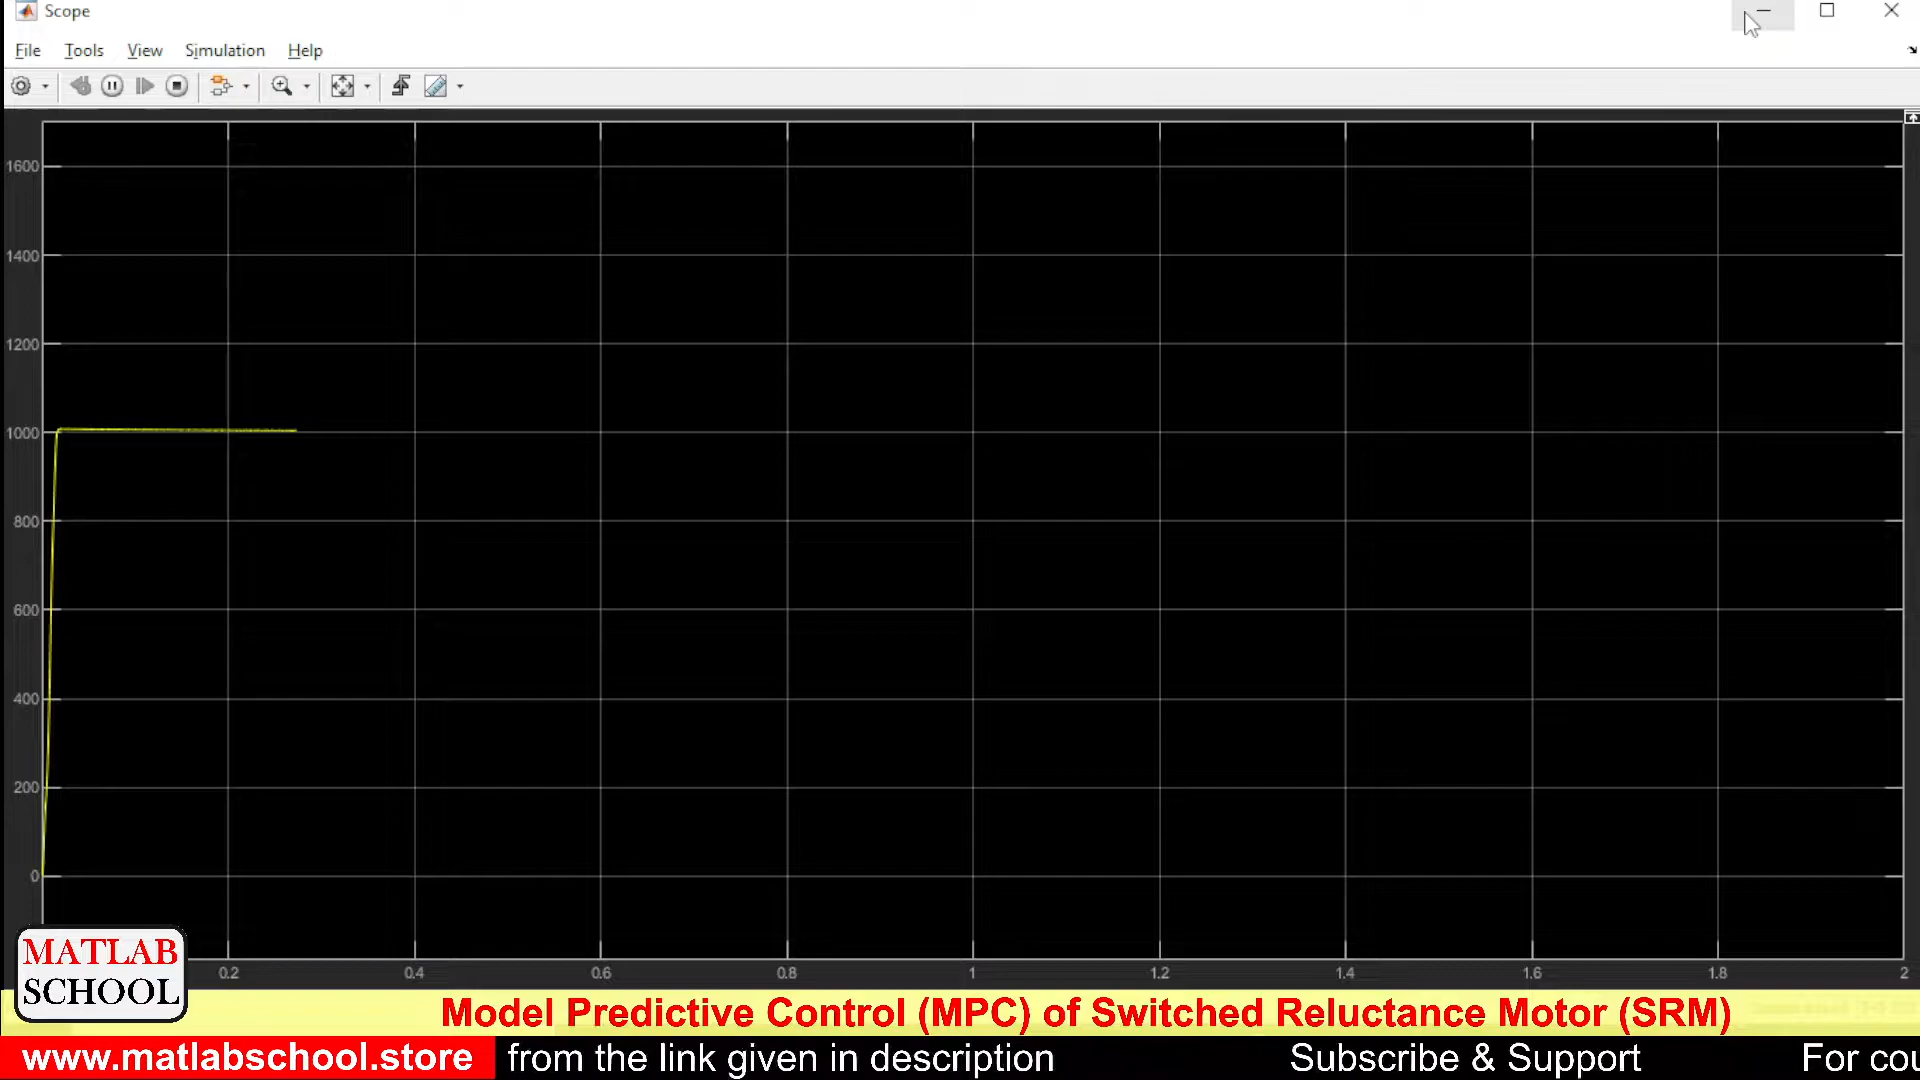 Scope
File Tools View Simulation Help
1600
1400
1200
1000
800
600
400
200
0
0.2 0.4 0.6 0.8 1 1.2 1.4 1.6 1.8 2
MATLAB
SCHOOL
Model Predictive Control (MPC) of Switched Reluctance Motor (SRM)
www.matlabschool.store from the link given in description Subscribe & Support For cou